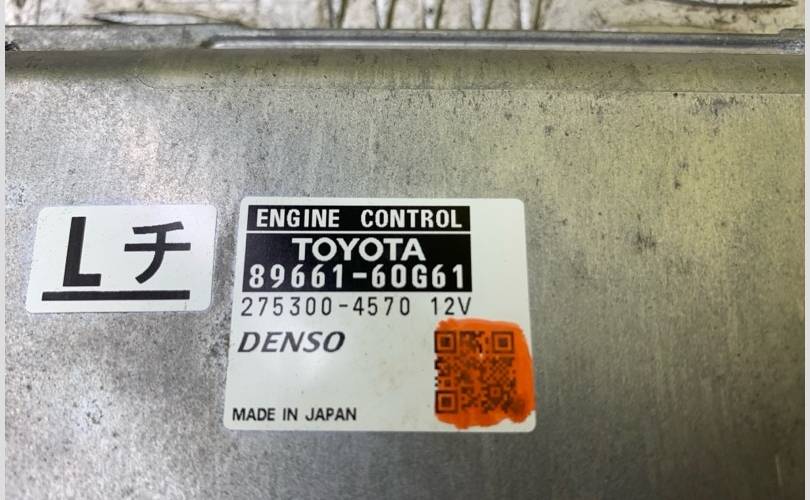 Lチ
ENGINE CONTROL
TOYOTA
89661-60G61
275300-4570 12V
DENSO
MADE IN JAPAN